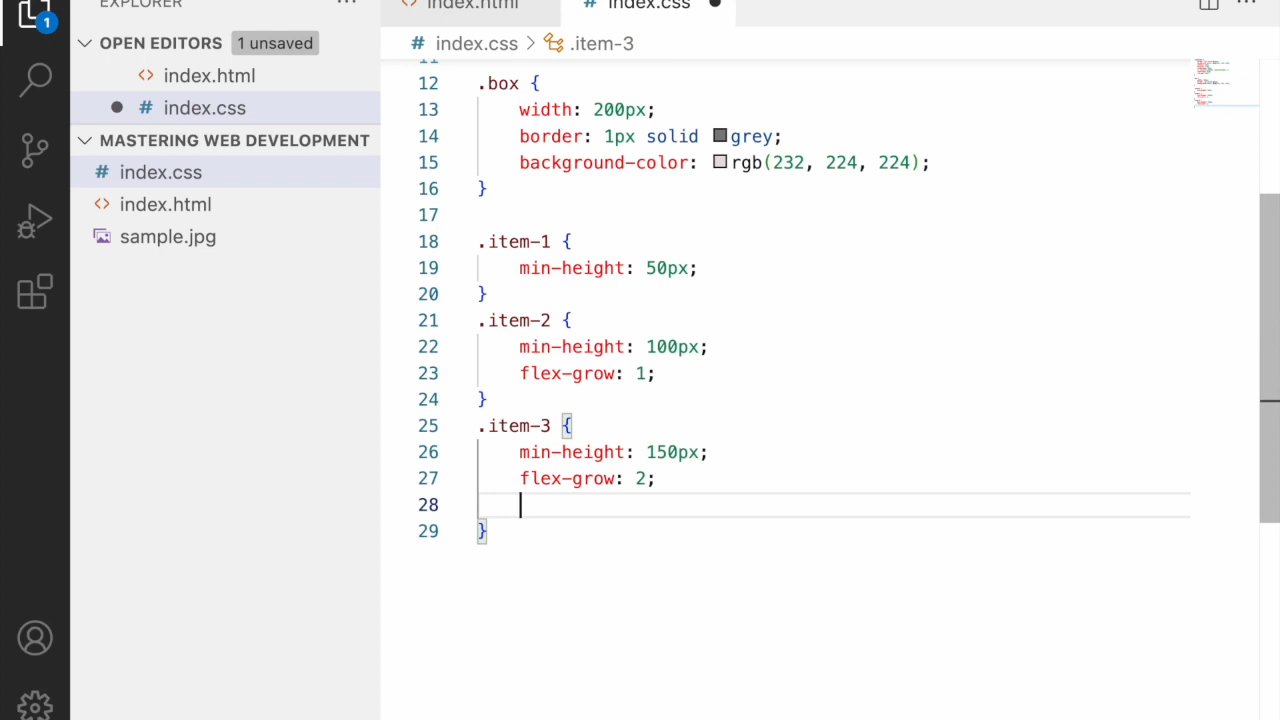 EXPLORER
index.html
# index.css
1
OPEN EDITORS 1 unsaved
# index.css > .item-3
<> index.html
# index.css
MASTERING WEB DEVELOPMENT
# index.css
<> index.html
sample.jpg
11
12 .box {
13 width: 200px;
14 border: 1px solid grey;
15 background-color: rgb(232, 224, 224);
16 }
17
18 .item-1 {
19 min-height: 50px;
20 }
21 .item-2 {
22 min-height: 100px;
23 flex-grow: 1;
24 }
25 .item-3 {
26 min-height: 150px;
27 flex-grow: 2;
28
29 }